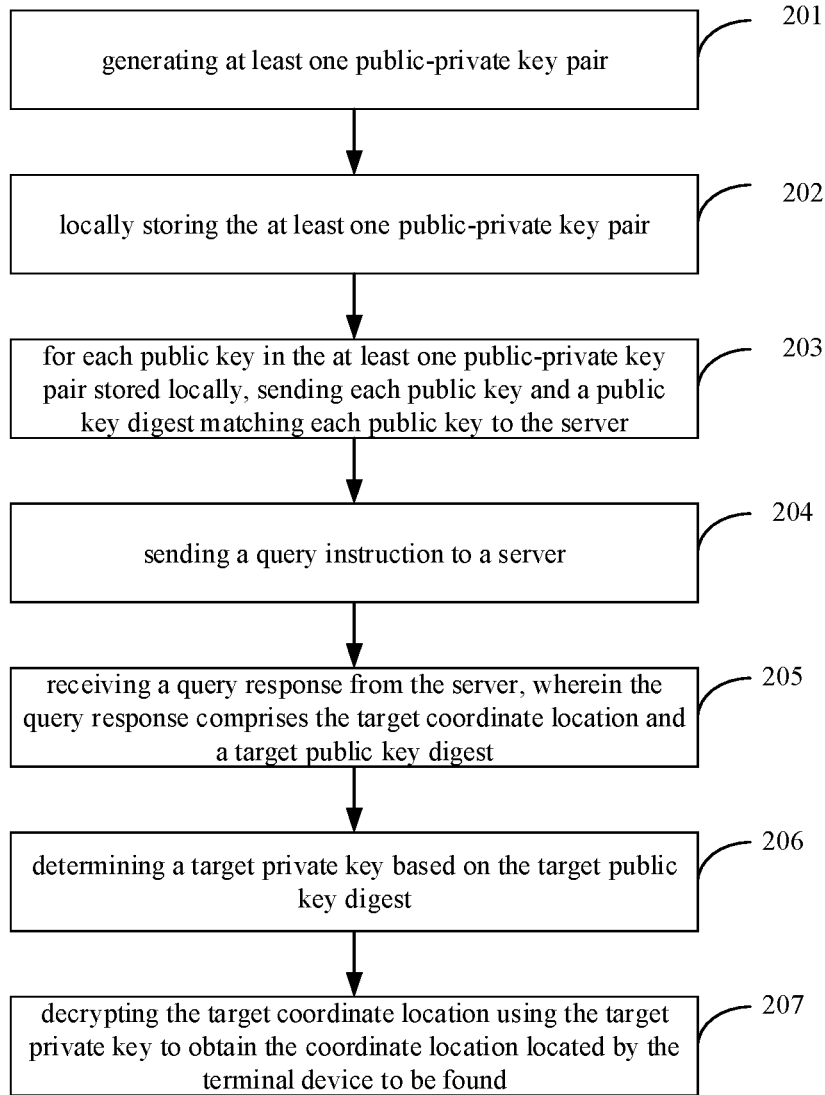 201
generating at least one public-private key pair
202
locally storing the at least one public-private key pair
203
for each public key in the at least one public-private key
pair stored locally, sending each public key and a public
key digest matching each public key to the server
204
sending a query instruction to a server
205
receiving a query response from the server, wherein the
query response comprises the target coordinate location and
a target public key digest
206
determining a target private key based on the target public
key digest
207
decrypting the target coordinate location using the target
private key to obtain the coordinate location located by the
terminal device to be found